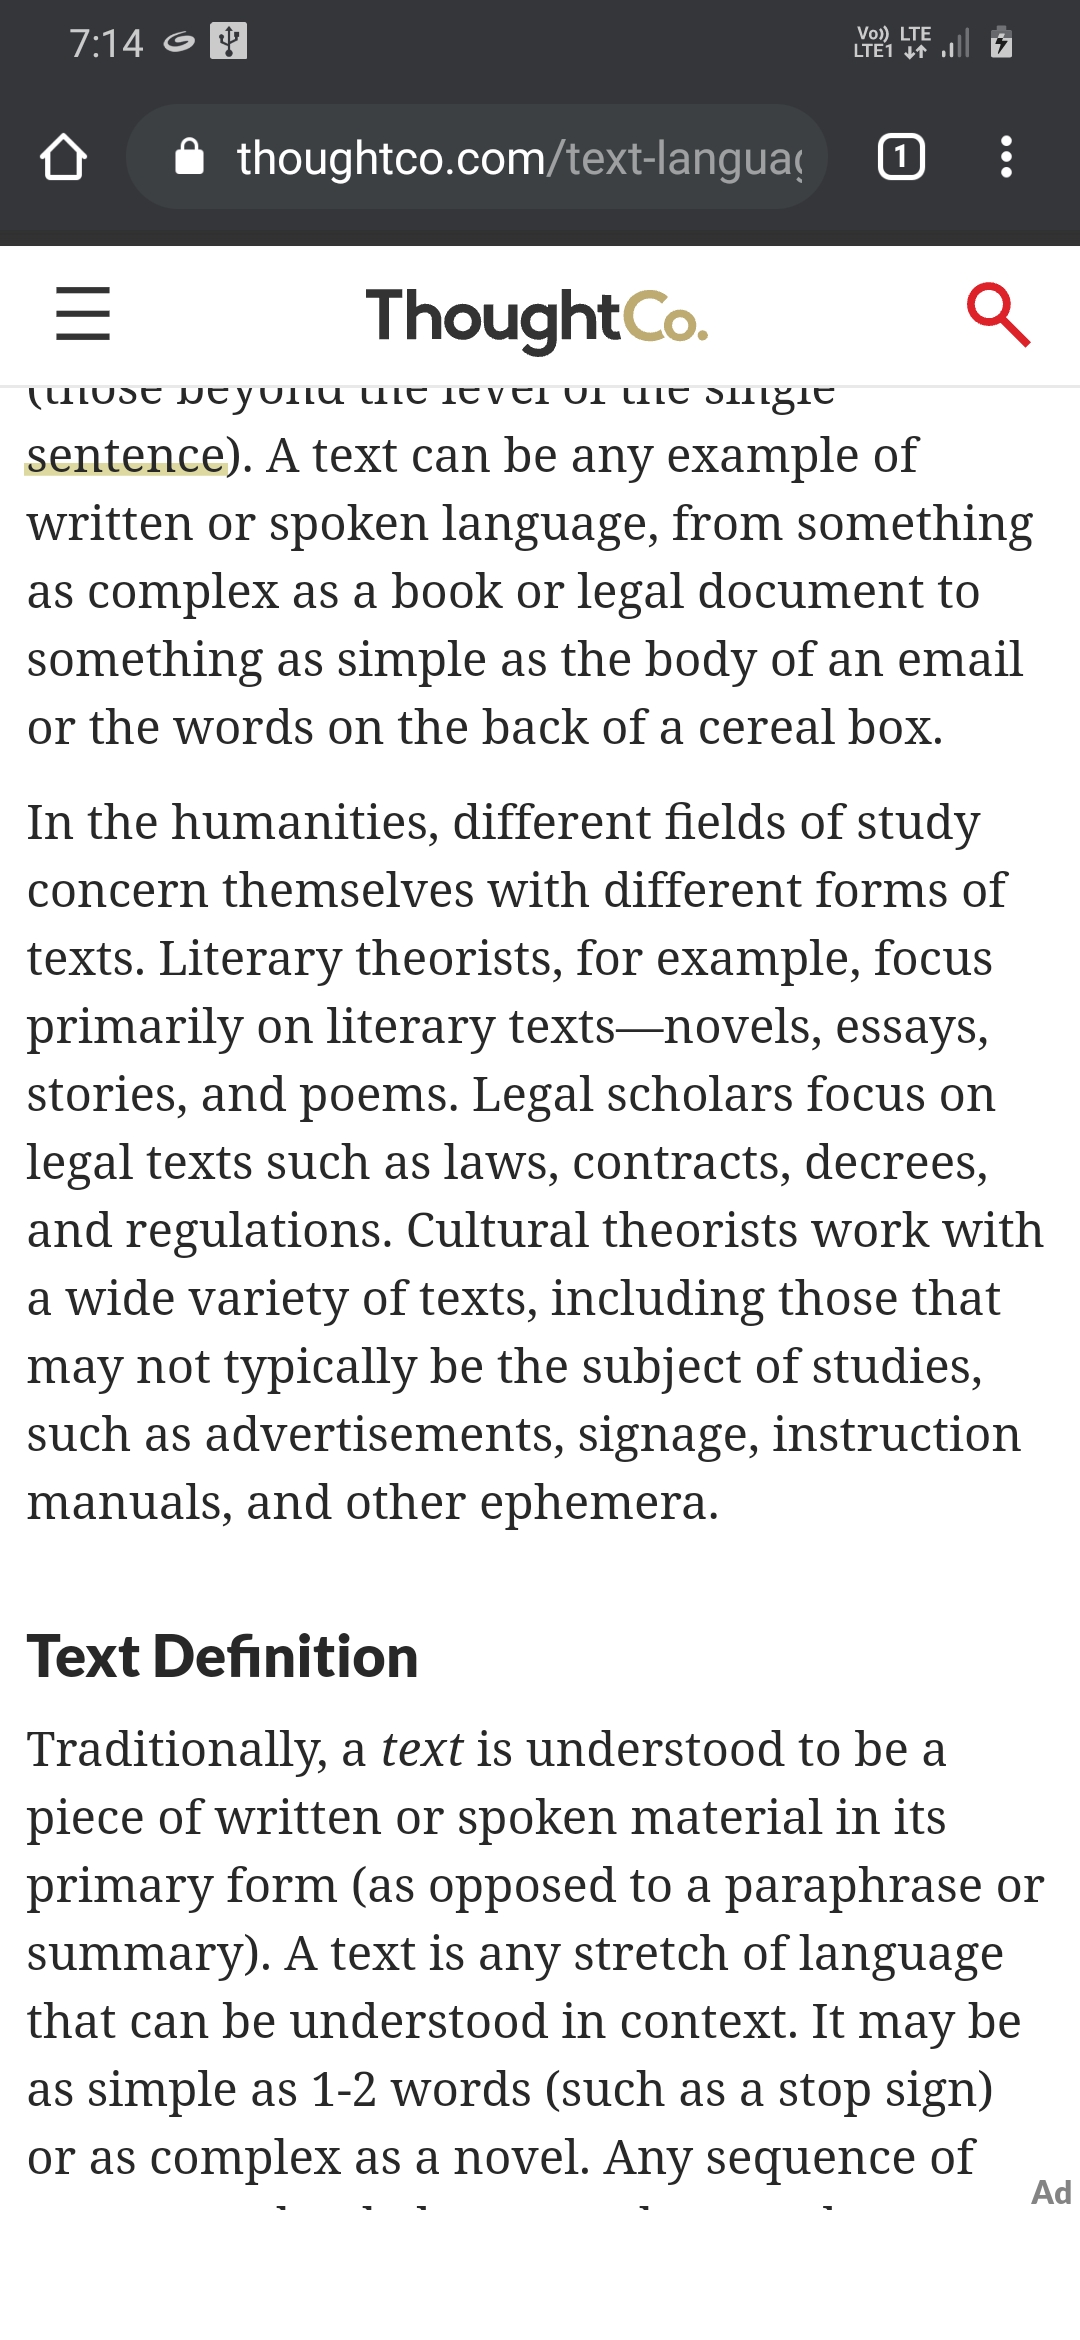 7:14
Vo)) LTE
LTE1
thoughtco.com/text-languag
1
ThoughtCo.
(those beyond the level of the single
sentence). A text can be any example of
written or spoken language, from something
as complex as a book or legal document to
something as simple as the body of an email
or the words on the back of a cereal box.
In the humanities, different fields of study
concern themselves with different forms of
texts. Literary theorists, for example, focus
primarily on literary texts—novels, essays,
stories, and poems. Legal scholars focus on
legal texts such as laws, contracts, decrees,
and regulations. Cultural theorists work with
a wide variety of texts, including those that
may not typically be the subject of studies,
such as advertisements, signage, instruction
manuals, and other ephemera.
Text Definition
Traditionally, a text is understood to be a
piece of written or spoken material in its
primary form (as opposed to a paraphrase or
summary). A text is any stretch of language
that can be understood in context. It may be
as simple as 1-2 words (such as a stop sign)
or as complex as a novel. Any sequence of
Ad